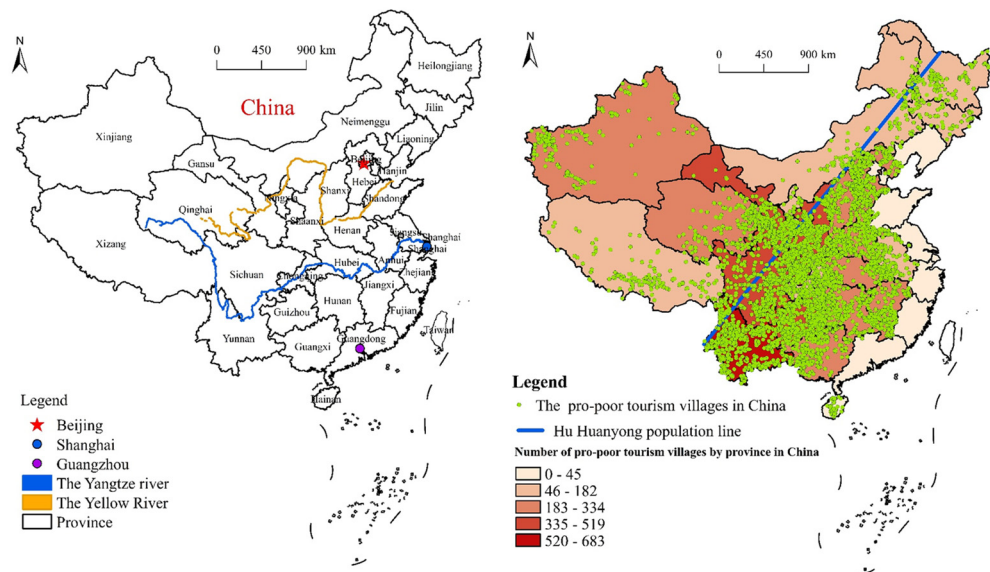 N
0 450 900 km
China
Heilongjiang
Jilin
Liaoning
Neimenggu
Xinjiang
Gansu
Beijing
Tianjin
Hebei
Shanxi
Shandong
Ningxia
Qinghai
Shaanxi
Henan
Jiangsu
Shanghai
Shanghai
Xizang
Sichuan
Chongqing
Hubei
Anhui
Zhejiang
Hunan
Jiangxi
Guizhou
Fujian
Yunnan
Guangxi
Guangdong
Taiwan
Hainan
Legend
Beijing
Shanghai
Guangzhou
The Yangtze river
The Yellow River
Province
N
0 450 900 km
Legend
The pro-poor tourism villages in China
Hu Huanyong population line
Number of pro-poor tourism villages by province in China
0 - 45
46 - 182
183 - 334
335 - 519
520 - 683